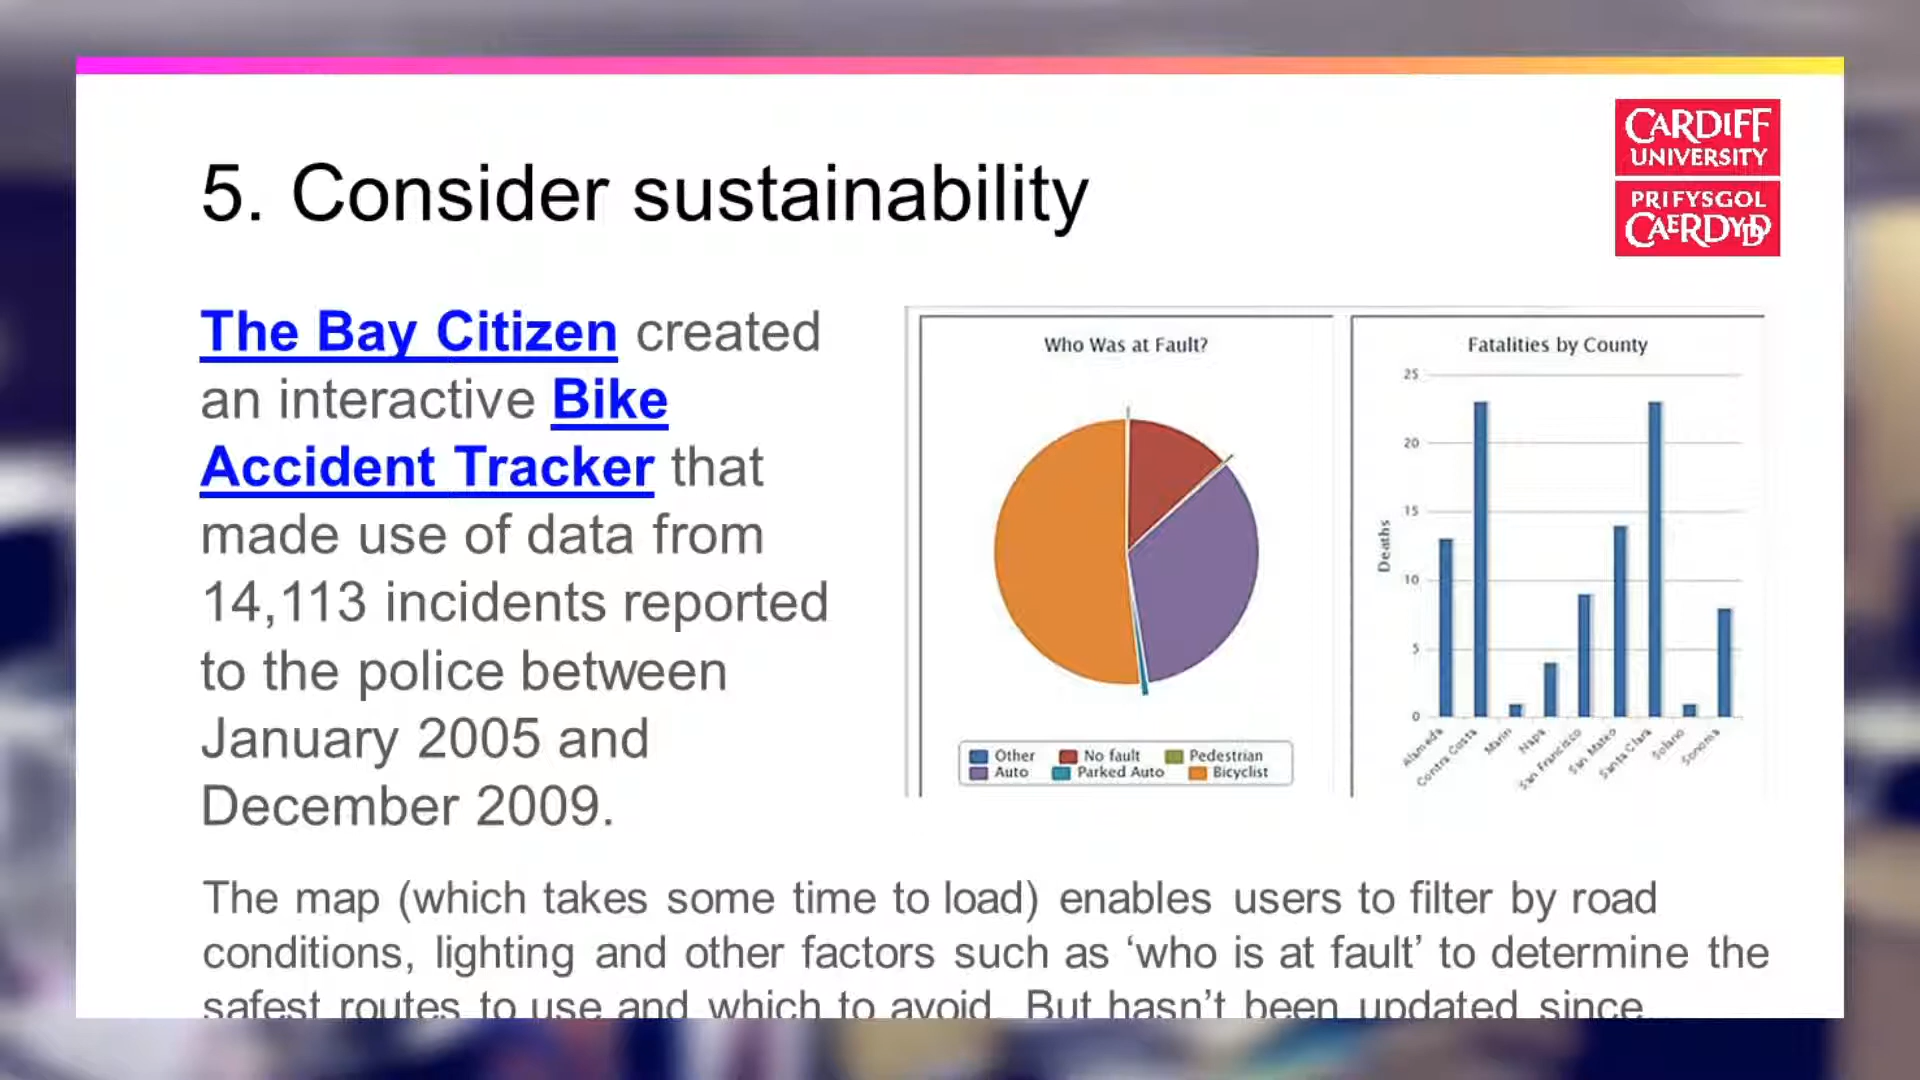 CARDIFF
UNIVERSITY
PRIFYSGOL
CAERDYDD
5. Consider sustainability
The Bay Citizen created
an interactive Bike
Accident Tracker that
made use of data from
14,113 incidents reported
to the police between
January 2005 and
December 2009.
Who Was at Fault?
Other No fault Pedestrian
Auto Parked Auto Bicyclist
Fatalities by County
Deaths
25
20
15
10
5
0
Alameda
Contra Costa
Marin
Napa
San Francisco
San Mateo
Santa Clara
Solano
Sonoma
The map (which takes some time to load) enables users to filter by road
conditions, lighting and other factors such as ‘who is at fault’ to determine the
safest routes to use and which to avoid. But hasn’t been updated since